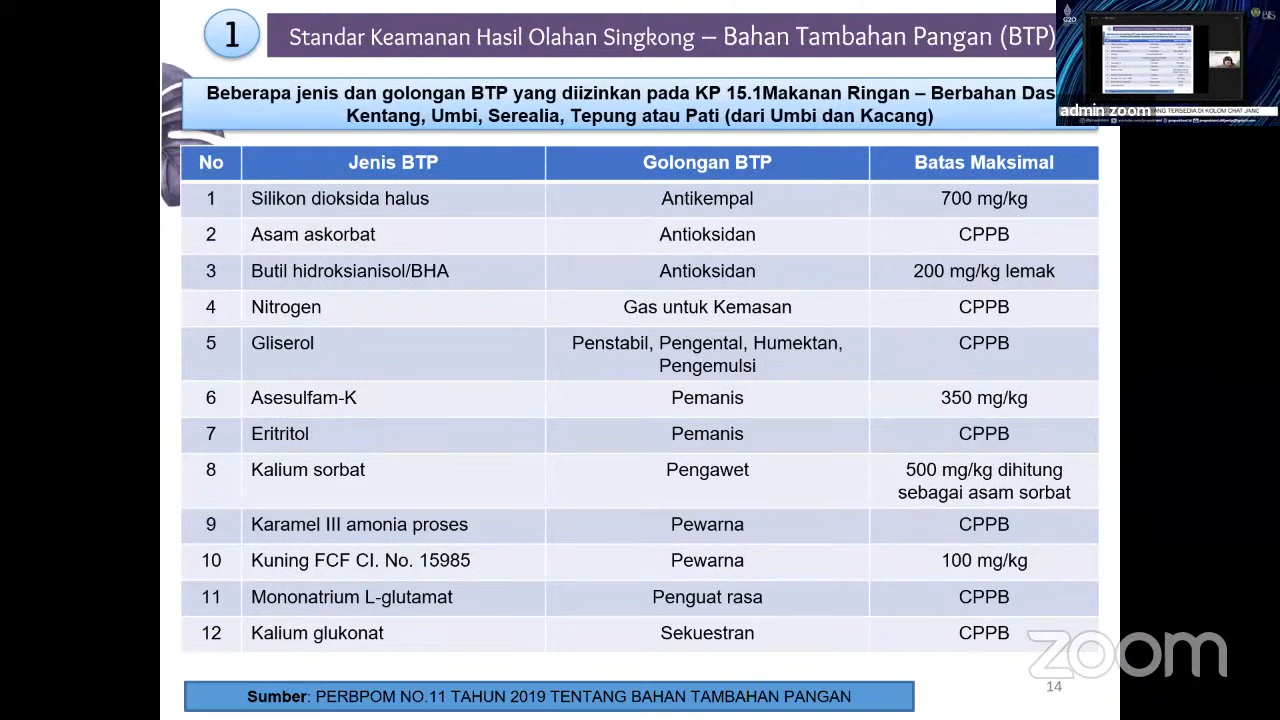 1
Standar Keamanan Hasil Olahan Singkong – Bahan Tambahan Pangan (BTP)
Beberapa jenis dan golongan BTP yang diizinkan pada KP 15.1Makanan Ringan – Berbahan Das
Kentang, Umbi, Serealia, Tepung atau Pati (dari Umbi dan Kacang)
No Jenis BTP Golongan BTP Batas Maksimal
1 Silikon dioksida halus Antikempal 700 mg/kg
2 Asam askorbat Antioksidan CPPB
3 Butil hidroksianisol/BHA Antioksidan 200 mg/kg lemak
4 Nitrogen Gas untuk Kemasan CPPB
5 Gliserol Penstabil, Pengental, Humektan, CPPB
Pengemulsi
6 Asesulfam-K Pemanis 350 mg/kg
7 Eritritol Pemanis CPPB
8 Kalium sorbat Pengawet 500 mg/kg dihitung
sebagai asam sorbat
9 Karamel III amonia proses Pewarna CPPB
10 Kuning FCF CI. No. 15985 Pewarna 100 mg/kg
11 Mononatrium L-glutamat Penguat rasa CPPB
12 Kalium glukonat Sekuestran CPPB
Sumber: PERBPOM NO.11 TAHUN 2019 TENTANG BAHAN TAMBAHAN PANGAN
14
zoom
G20
admin zoom
ANG TERSEDIA DI KOLOM CHAT JANG